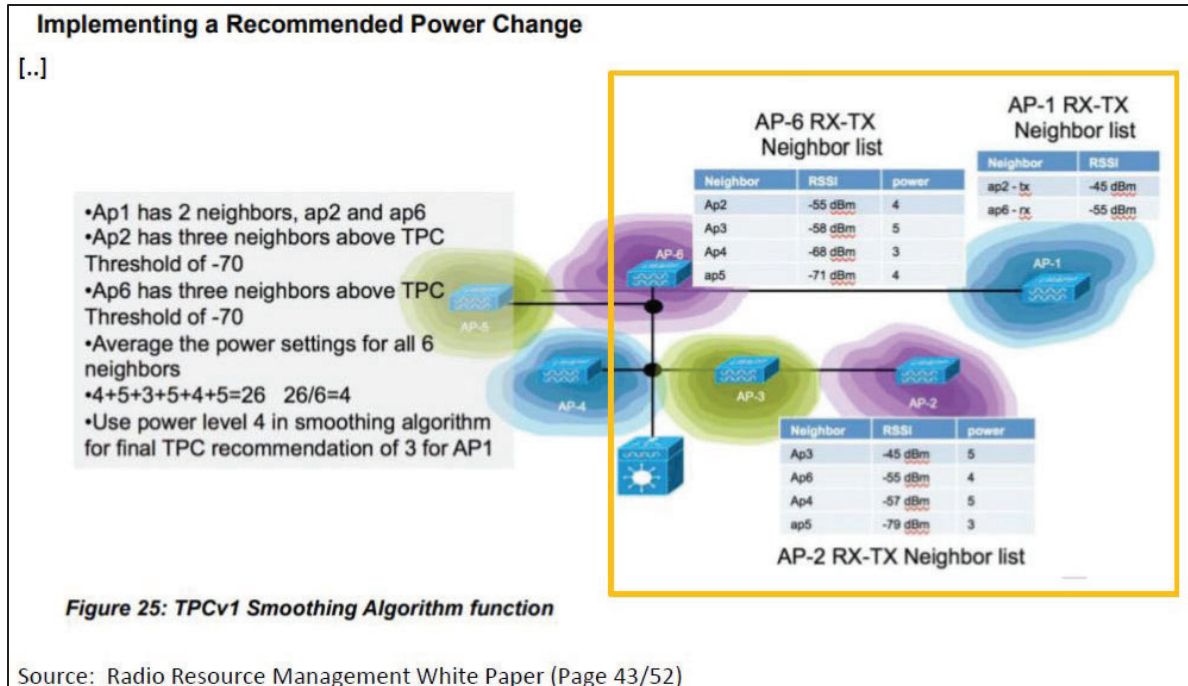 Implementing a Recommended Power Change
[..]
•Ap1 has 2 neighbors, ap2 and ap6
•Ap2 has three neighbors above TPC
Threshold of -70
•Ap6 has three neighbors above TPC
Threshold of -70
•Average the power settings for all 6
neighbors
•4+5+3+5+4+5=26 26/6=4
•Use power level 4 in smoothing algorithm
for final TPC recommendation of 3 for AP1
AP-6 RX-TX
Neighbor list
Neighbor RSSI power
Ap2 -55 dBm 4
Ap3 -58 dBm 5
Ap4 -68 dBm 3
ap5 -71 dBm 4
AP-1 RX-TX
Neighbor list
Neighbor RSSI
ap2 - tx -45 dBm
ap6 - rx -55 dBm
AP-6
AP-1
AP-5
AP-4
AP-3
AP-2
Neighbor RSSI power
Ap3 -45 dBm 5
Ap6 -55 dBm 4
Ap4 -57 dBm 5
ap5 -79 dBm 3
AP-2 RX-TX Neighbor list
Figure 25: TPCv1 Smoothing Algorithm function
Source: Radio Resource Management White Paper (Page 43/52)